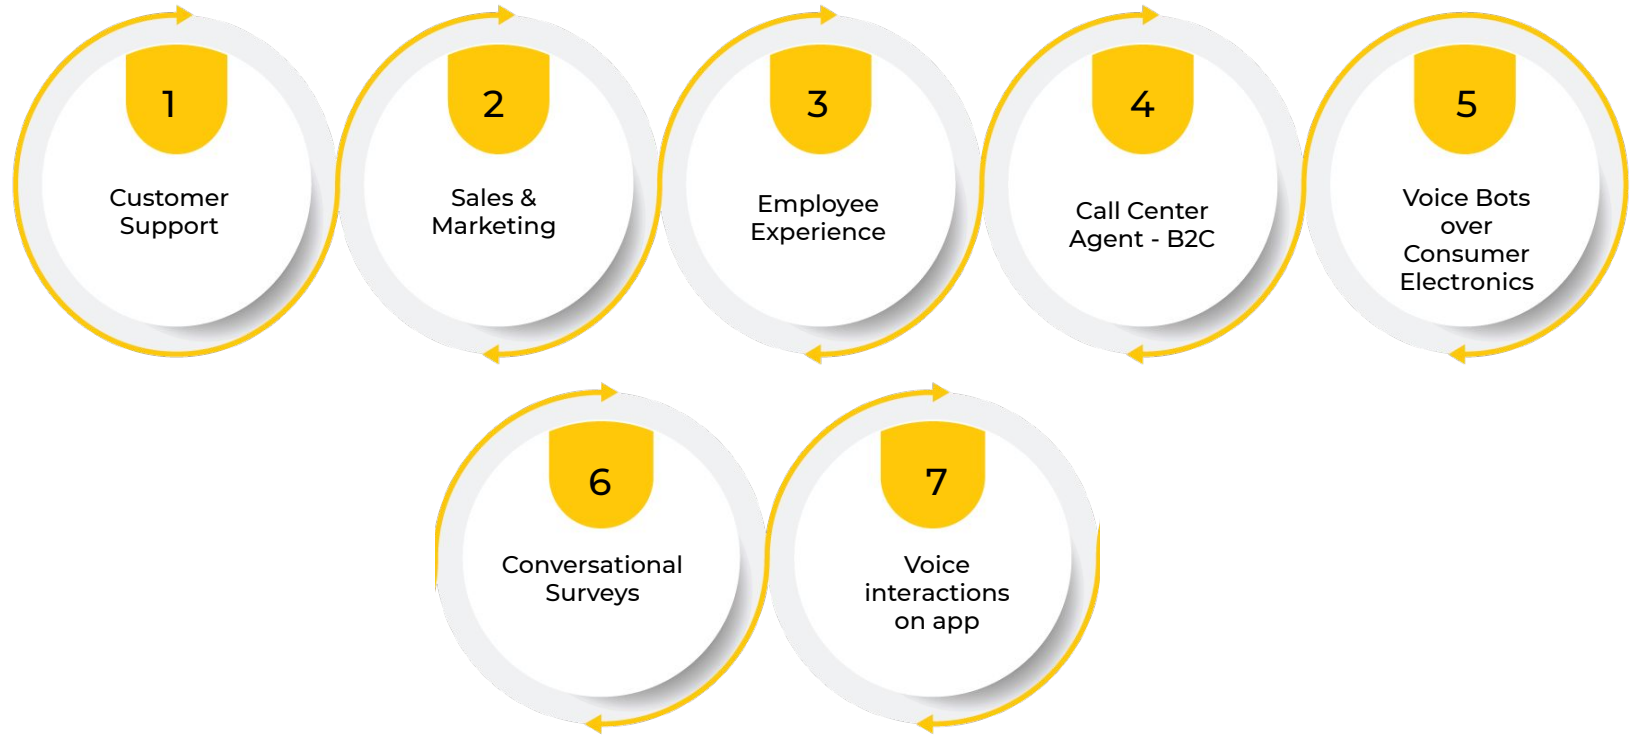 1
Customer
Support
2
Sales &
Marketing
3
Employee
Experience
4
Call Center
Agent - B2C
5
Voice Bots
over
Consumer
Electronics
6
Conversational
Surveys
7
Voice
interactions
on app